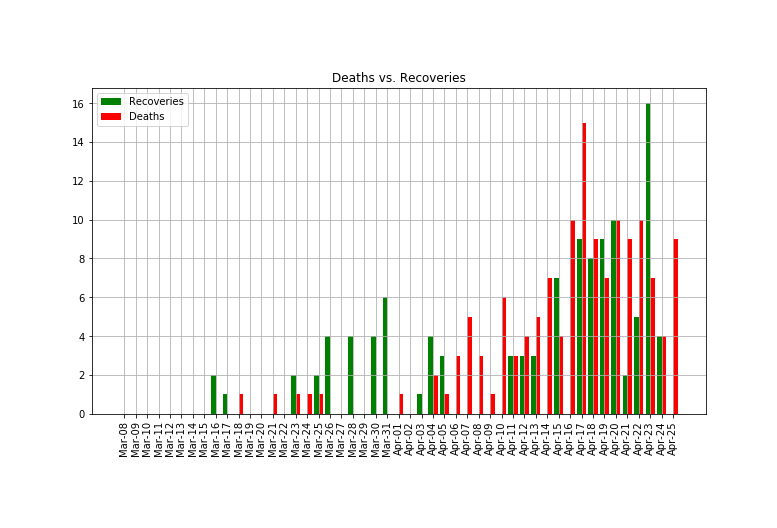 Deaths vs. Recoveries
Recoveries
Deaths
16
14
12
10
8
6
4
2
0
Mar-08
Mar-09
Mar-10
Mar-11
Mar-12
Mar-13
Mar-14
Mar-15
Mar-16
Mar-17
Mar-18
Mar-19
Mar-20
Mar-21
Mar-22
Mar-23
Mar-24
Mar-25
Mar-26
Mar-27
Mar-28
Mar-29
Mar-30
Mar-31
Apr-01
Apr-02
Apr-03
Apr-04
Apr-05
Apr-06
Apr-07
Apr-08
Apr-09
Apr-10
Apr-11
Apr-12
Apr-13
Apr-14
Apr-15
Apr-16
Apr-17
Apr-18
Apr-19
Apr-20
Apr-21
Apr-22
Apr-23
Apr-24
Apr-25